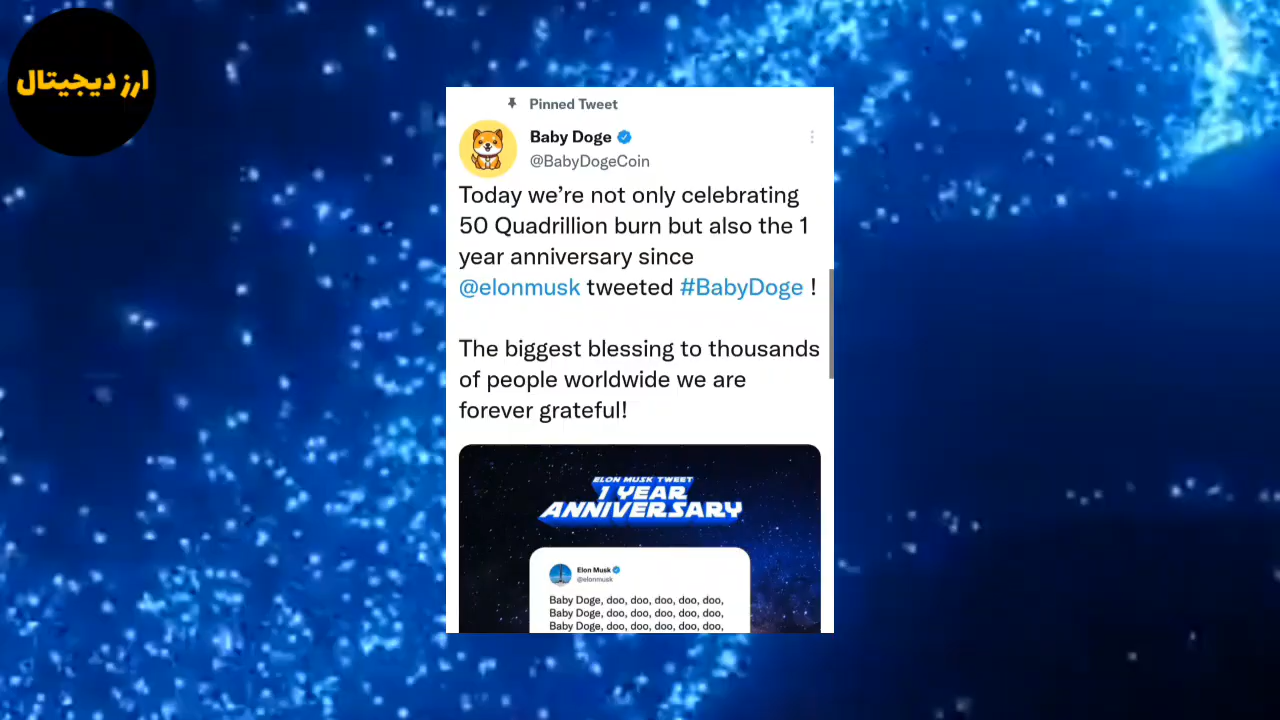 ارز دیجیتال
Pinned Tweet
Baby Doge
@BabyDogeCoin
Today we’re not only celebrating
50 Quadrillion burn but also the 1
year anniversary since
@elonmusk tweeted #BabyDoge !
The biggest blessing to thousands
of people worldwide we are
forever grateful!
ELON MUSK TWEET
1 YEAR
ANNIVERSARY
Elon Musk
@elonmusk
Baby Doge, doo, doo, doo, doo, doo,
Baby Doge, doo, doo, doo, doo, doo,
Baby Doge, doo, doo, doo, doo, doo,